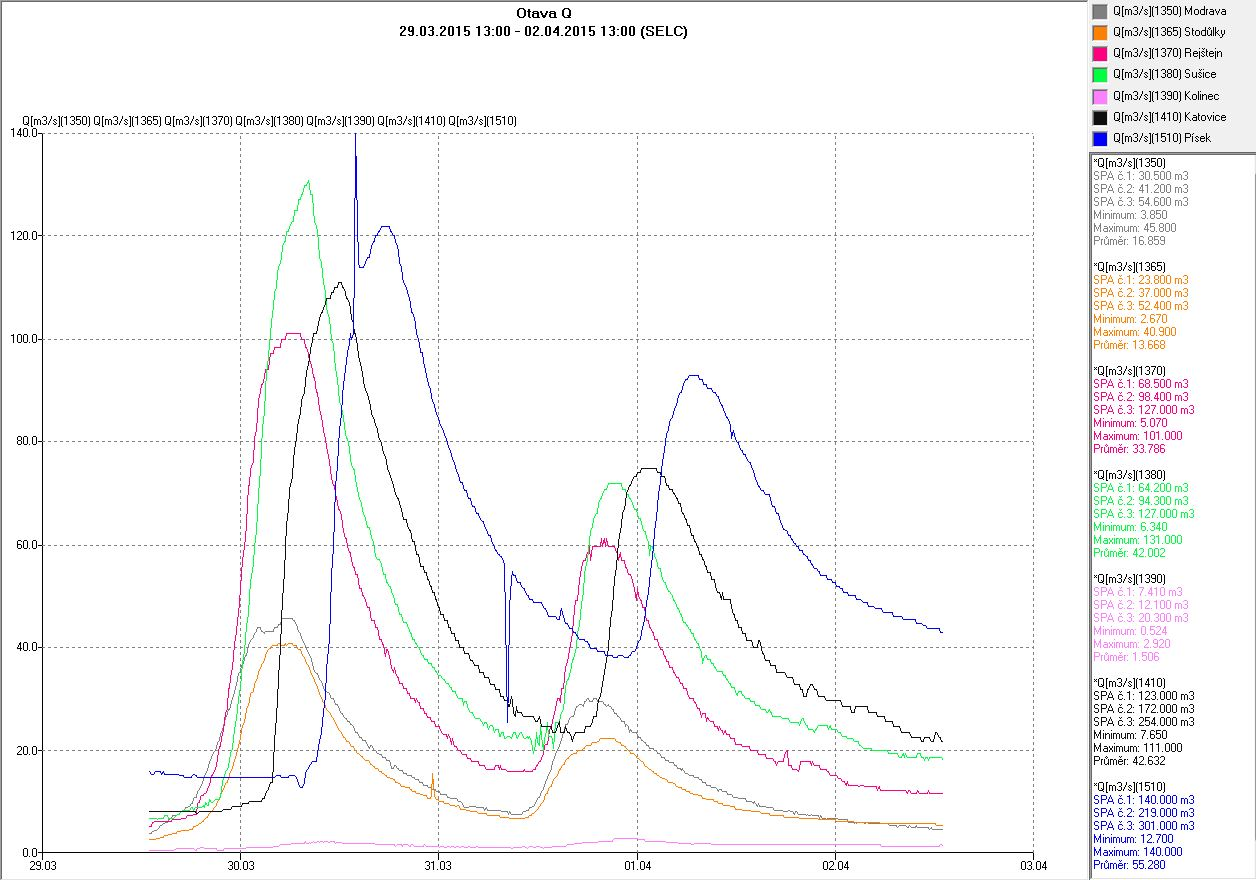 Otava Q
29.03.2015 13:00 - 02.04.2015 13:00 (SELC)
Q[m3/s](1350) Q[m3/s](1365) Q[m3/s](1370) Q[m3/s](1380) Q[m3/s](1390) Q[m3/s](1410) Q[m3/s](1510)
140.0
120.0
100.0
80.0
60.0
40.0
20.0
0.0
29.03 30.03 31.03 01.04 02.04 03.04
Q[m3/s](1350) Modrava
Q[m3/s](1365) Stodůlky
Q[m3/s](1370) Rejštejn
Q[m3/s](1380) Sušice
Q[m3/s](1390) Kolinec
Q[m3/s](1410) Katovice
Q[m3/s](1510) Písek
*Q[m3/s](1350)
SPA č.1: 30.500 m3
SPA č.2: 41.200 m3
SPA č.3: 54.600 m3
Minimum: 3.850
Maximum: 45.800
Průměr: 16.859
*Q[m3/s](1365)
SPA č.1: 23.800 m3
SPA č.2: 37.000 m3
SPA č.3: 52.400 m3
Minimum: 2.670
Maximum: 40.900
Průměr: 13.668
*Q[m3/s](1370)
SPA č.1: 68.500 m3
SPA č.2: 98.400 m3
SPA č.3: 127.000 m3
Minimum: 5.070
Maximum: 101.000
Průměr: 33.786
*Q[m3/s](1380)
SPA č.1: 64.200 m3
SPA č.2: 94.300 m3
SPA č.3: 127.000 m3
Minimum: 6.340
Maximum: 131.000
Průměr: 42.002
*Q[m3/s](1390)
SPA č.1: 7.410 m3
SPA č.2: 12.100 m3
SPA č.3: 20.300 m3
Minimum: 0.524
Maximum: 2.920
Průměr: 1.506
*Q[m3/s](1410)
SPA č.1: 123.000 m3
SPA č.2: 172.000 m3
SPA č.3: 254.000 m3
Minimum: 7.650
Maximum: 111.000
Průměr: 42.632
*Q[m3/s](1510)
SPA č.1: 140.000 m3
SPA č.2: 219.000 m3
SPA č.3: 301.000 m3
Minimum: 12.700
Maximum: 140.000
Průměr: 55.280